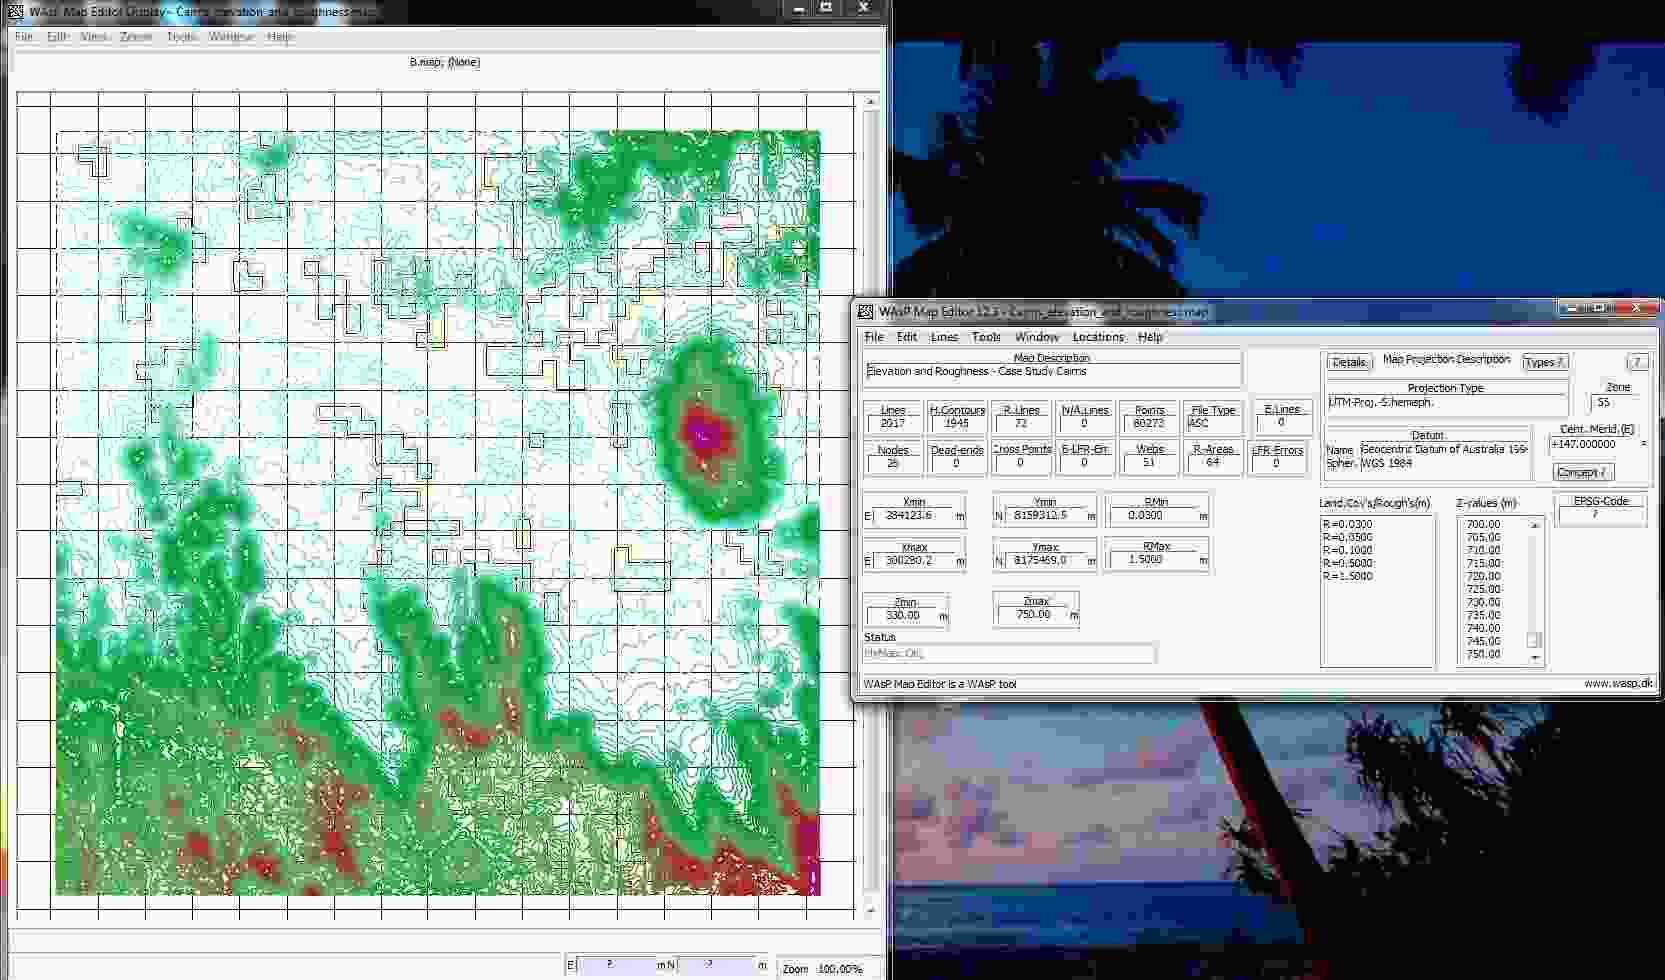 WAsP Map Editor Display - Cairns_elevation_and_roughness.map
File Edit View Zoom Tools Window Help
B.map, (None)
E ? m N ? m Zoom 100.00%
WAsP Map Editor 12.3 - Cairns_elevation_and_roughness.map
File Edit Lines Tools Window Locations Help
Map Description
Elevation and Roughness - Case Study Cairns
Lines H.Contours R.Lines N/A.Lines Points File Type E.Lines
2017 1945 72 0 80273 ASC 0
Nodes Dead-ends Cross Points LFR-Err Webs R-Areas LFR-Errors
26 0 0 0 51 64 0
Xmin Ymin RMin
E 284123.6 m N 8159312.5 m 0.0300 m
Xmax Ymax RMax
E 300280.2 m N 8175469.0 m 1.5000 m
Zmin Zmax
330.00 m 750.00 m
Status
WAsP Map Editor is a WAsP tool
Details Map Projection Description Types ? ?
Projection Type Zone
UTM-Proj. S.hemisph. 55
Datum Cent. Merid.(E)
Name Geocentric Datum of Australia 199 +147.000000 °
Spher. WGS 1984
Concept ?
Land.Cov's/Rough's(m) Z-values (m) EPSG-Code
?
R=0.0300 700.00
R=0.0500 705.00
R=0.1000 710.00
R=0.5000 715.00
R=1.5000 720.00
725.00
730.00
735.00
740.00
745.00
750.00
www.wasp.dk